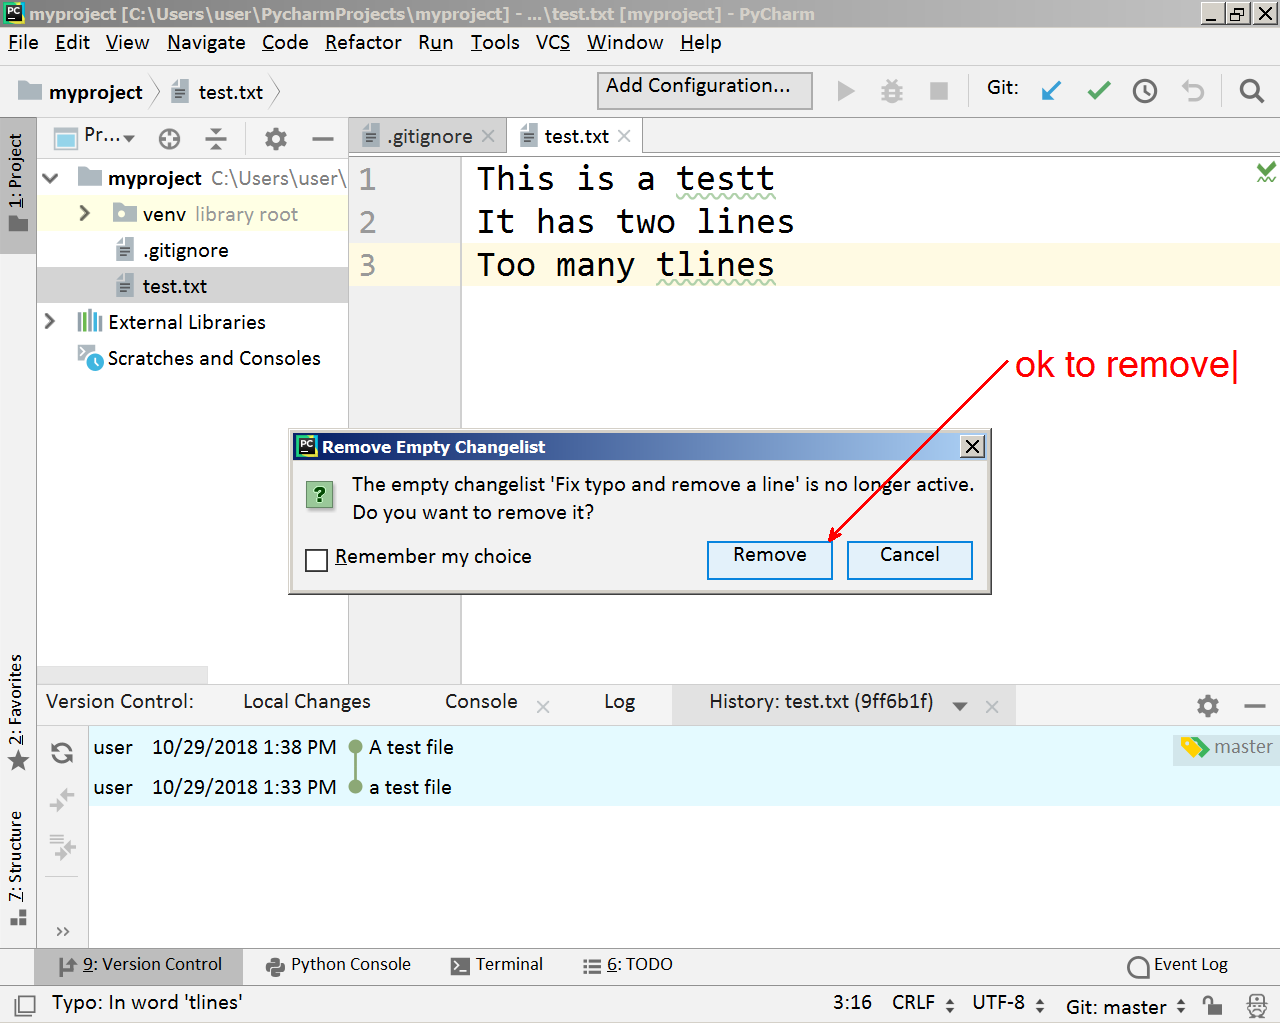 myproject [C:\Users\user\PycharmProjects\myproject] - ...\test.txt [myproject] - PyCharm
File Edit View Navigate Code Refactor Run Tools VCS Window Help
myproject test.txt Add Configuration... Git:
1: Project
Pr...
.gitignore test.txt
myproject C:\Users\user\
venv library root
.gitignore
test.txt
External Libraries
Scratches and Consoles
1 This is a testt
2 It has two lines
3 Too many tlines
ok to remove
Remove Empty Changelist
The empty changelist 'Fix typo and remove a line' is no longer active.
Do you want to remove it?
Remember my choice Remove Cancel
2: Favorites
7: Structure
Version Control: Local Changes Console Log History: test.txt (9ff6b1f)
user 10/29/2018 1:38 PM A test file master
user 10/29/2018 1:33 PM a test file
9: Version Control Python Console Terminal 6: TODO Event Log
Typo: In word 'tlines' 3:16 CRLF UTF-8 Git: master